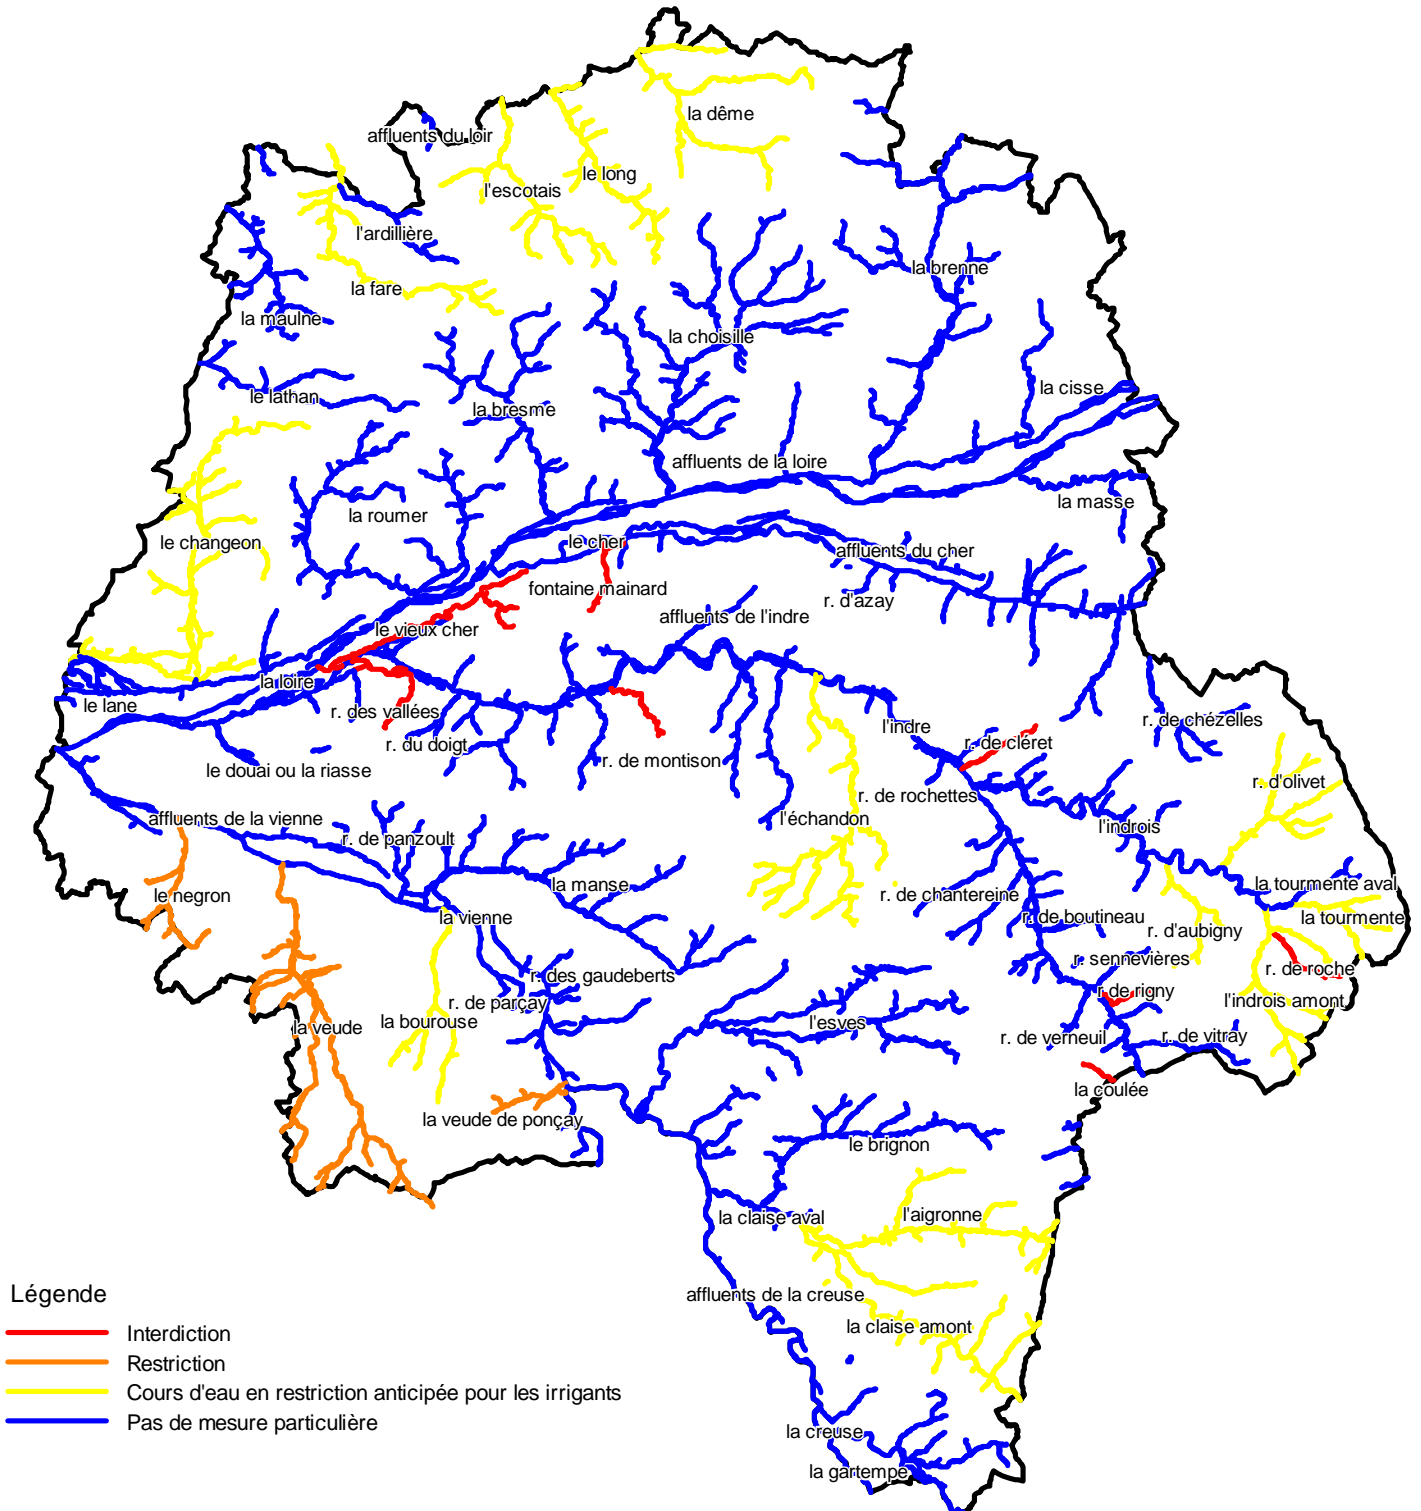 la dême
affluents du loir
le long
l'escotais
l'ardillière
la brenne
la fare
la maulne
la choisille
la cisse
le lathan
la bresme
affluents de la loire
la masse
la roumer
le changeon
le cher
affluents du cher
fontaine mainard
r. d'azay
affluents de l'indre
le vieux cher
la loire
le lane
r. des vallées
r. de chézelles
l'indre
r. du doigt
r. de cléret
r. de montison
le douai ou la riasse
r. d'olivet
r. de rochettes
affluents de la vienne
l'échandon
l'indrois
r. de panzoult
la manse
la tourmente aval
le negron
r. de chantereine
la vienne
r. de boutineau
la tourmente
r. d'aubigny
r. sennevières
r. de roche
r. des gaudeberts
r de rigny
r. de parçay
l'indrois amont
la bourouse
l'esves
la veude
r. de verneuil
r. de vitray
la coulée
la veude de ponçay
le brignon
l'aigronne
la claise aval
affluents de la creuse
la claise amont
la creuse
la gartempe
Légende
Interdiction
Restriction
Cours d'eau en restriction anticipée pour les irrigants
Pas de mesure particulière